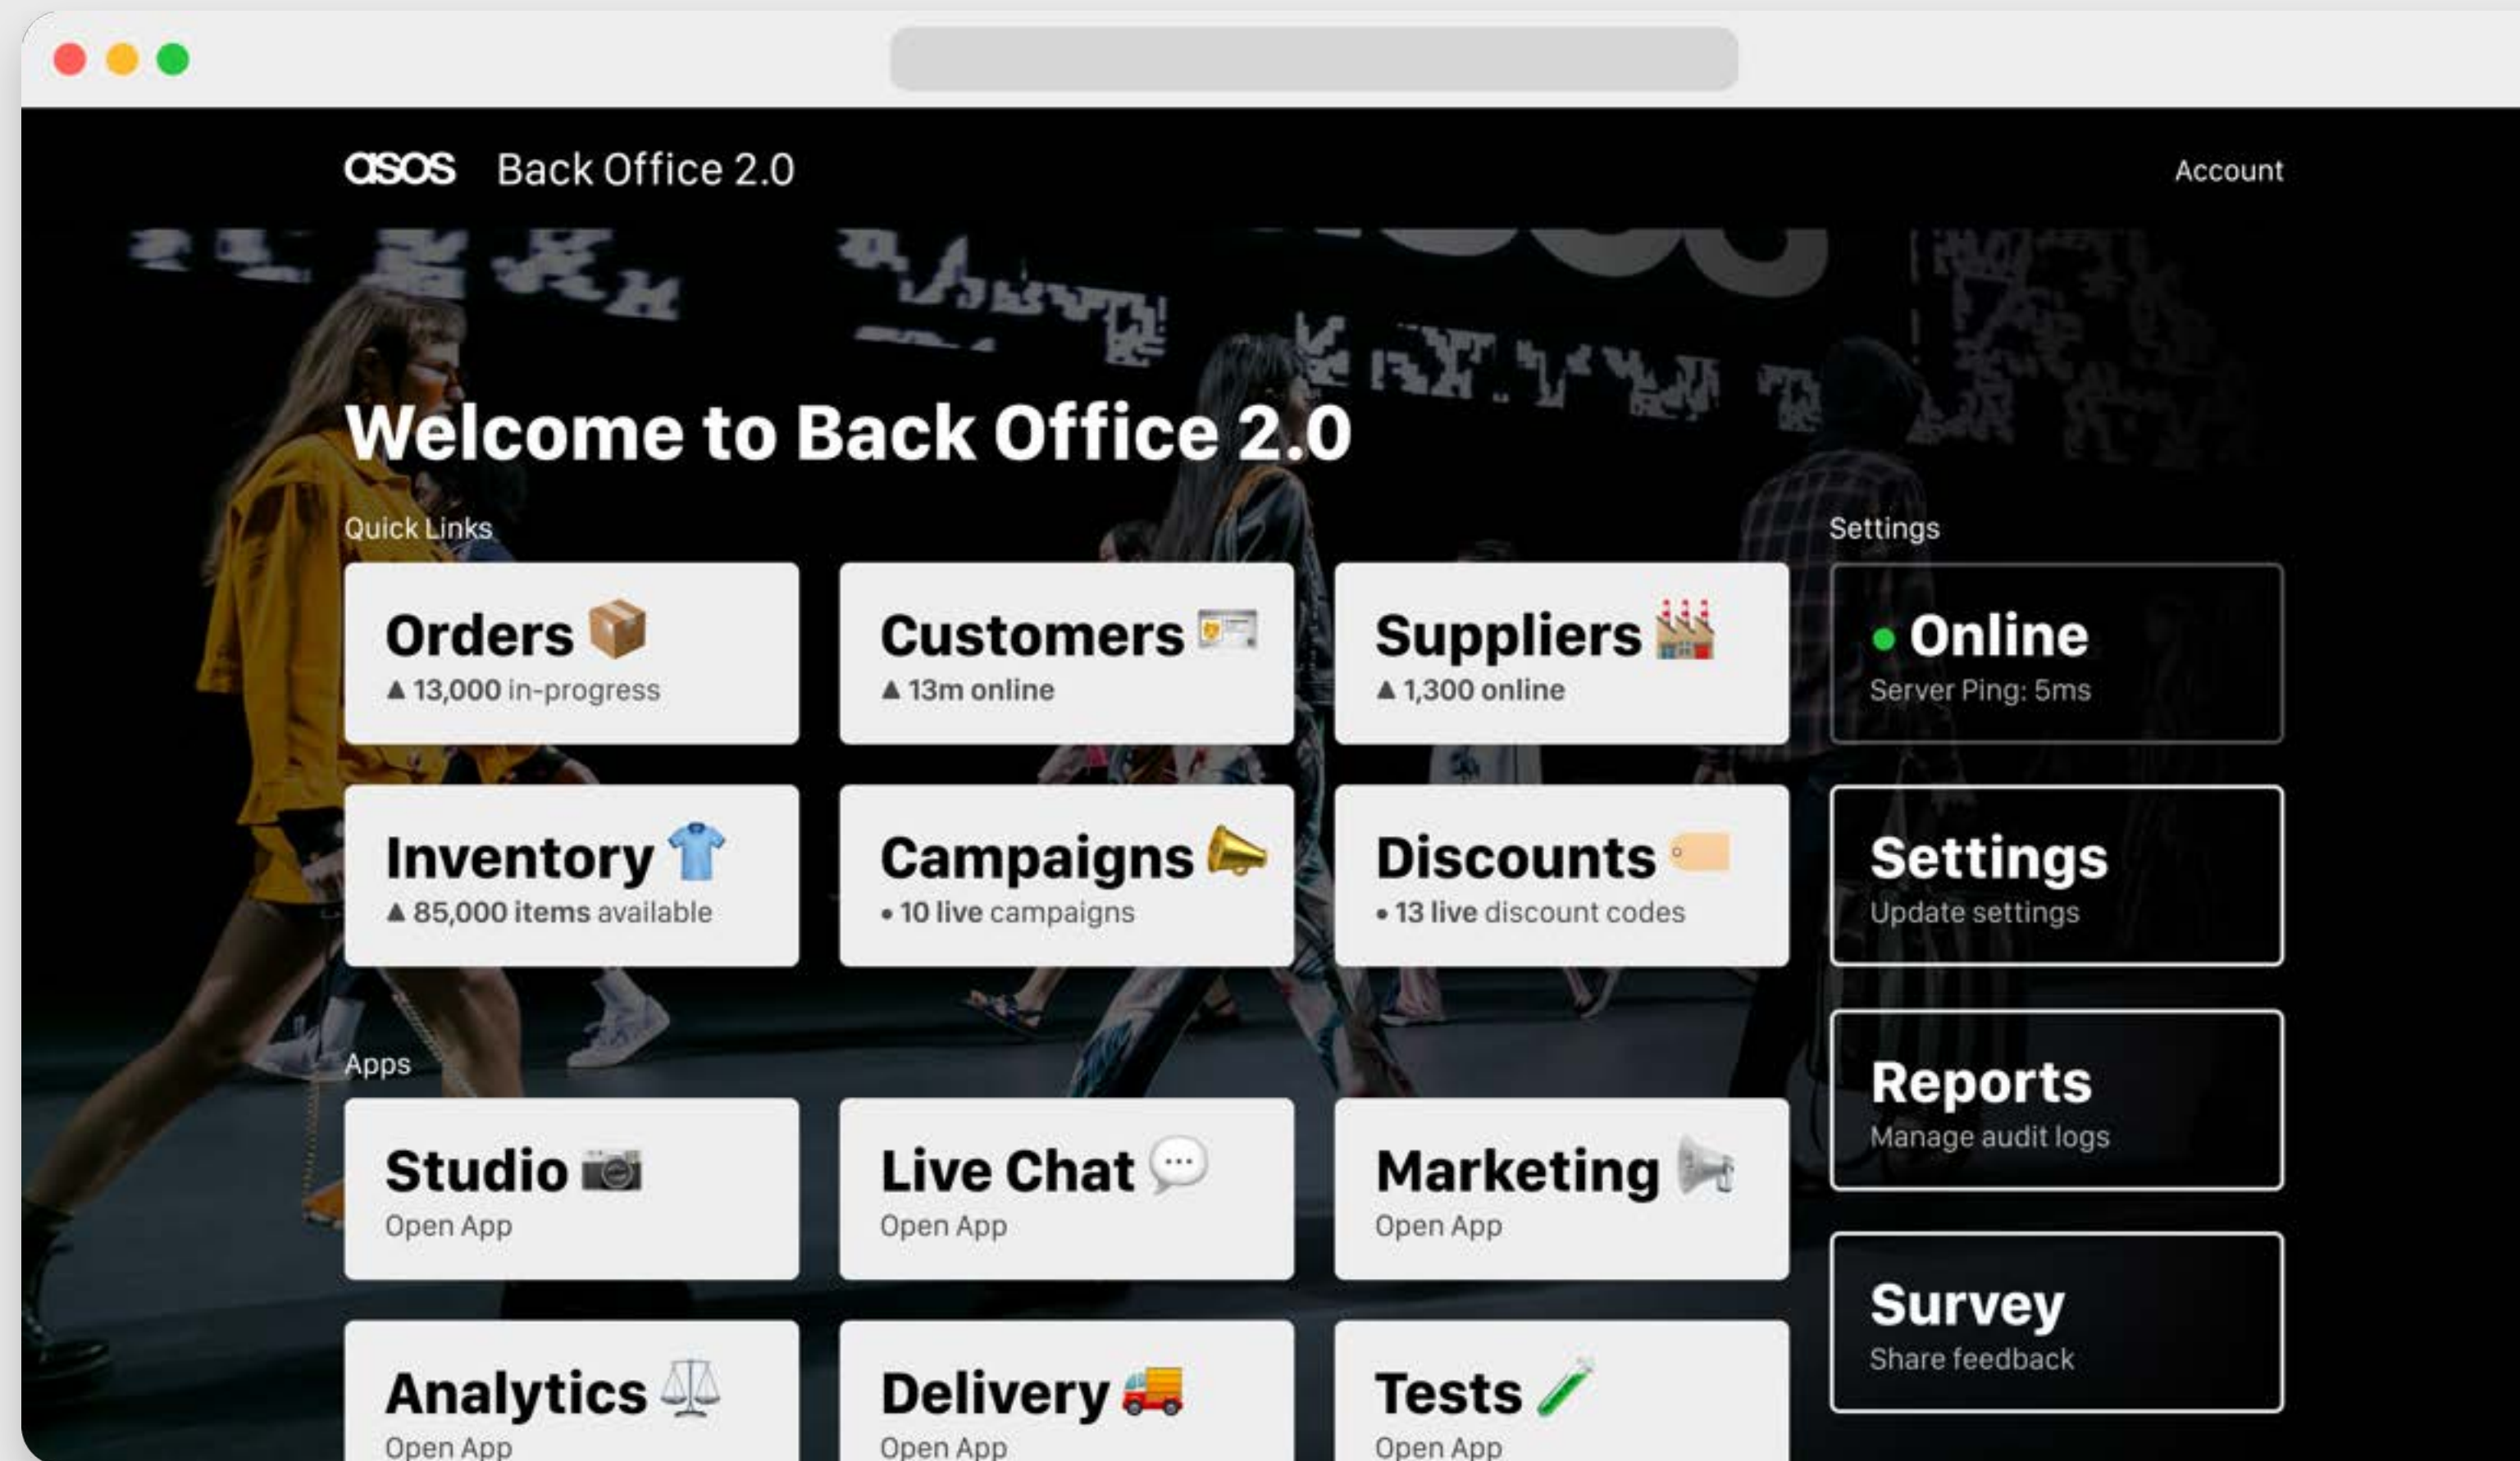 asos Back Office 2.0
Account
Welcome to Back Office 2.0
Quick Links
Orders
▲ 13,000 in-progress
Customers
▲ 13m online
Suppliers
▲ 1,300 online
Inventory
▲ 85,000 items available
Campaigns
• 10 live campaigns
Discounts
• 13 live discount codes
Apps
Studio
Open App
Live Chat
Open App
Marketing
Open App
Analytics
Open App
Delivery
Open App
Tests
Open App
Settings
Online
Server Ping: 5ms
Settings
Update settings
Reports
Manage audit logs
Survey
Share feedback